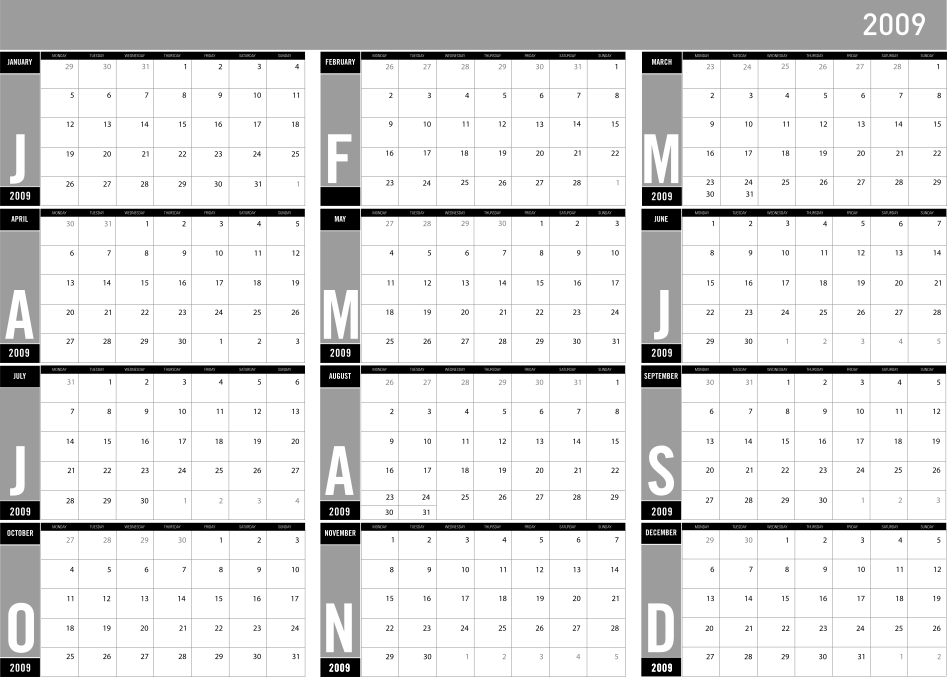 2009
JANUARY
MONDAY TUESDAY WEDNESDAY THURSDAY FRIDAY SATURDAY SUNDAY
29 30 31 1 2 3 4
5 6 7 8 9 10 11
12 13 14 15 16 17 18
19 20 21 22 23 24 25
26 27 28 29 30 31 1
J
2009
FEBRUARY
MONDAY TUESDAY WEDNESDAY THURSDAY FRIDAY SATURDAY SUNDAY
26 27 28 29 30 31 1
2 3 4 5 6 7 8
9 10 11 12 13 14 15
16 17 18 19 20 21 22
23 24 25 26 27 28 1
F
MARCH
MONDAY TUESDAY WEDNESDAY THURSDAY FRIDAY SATURDAY SUNDAY
23 24 25 26 27 28 1
2 3 4 5 6 7 8
9 10 11 12 13 14 15
16 17 18 19 20 21 22
23 24 25 26 27 28 29
30 31
M
2009
APRIL
MONDAY TUESDAY WEDNESDAY THURSDAY FRIDAY SATURDAY SUNDAY
30 31 1 2 3 4 5
6 7 8 9 10 11 12
13 14 15 16 17 18 19
20 21 22 23 24 25 26
27 28 29 30 1 2 3
A
2009
MAY
MONDAY TUESDAY WEDNESDAY THURSDAY FRIDAY SATURDAY SUNDAY
27 28 29 30 1 2 3
4 5 6 7 8 9 10
11 12 13 14 15 16 17
18 19 20 21 22 23 24
25 26 27 28 29 30 31
M
2009
JUNE
MONDAY TUESDAY WEDNESDAY THURSDAY FRIDAY SATURDAY SUNDAY
1 2 3 4 5 6 7
8 9 10 11 12 13 14
15 16 17 18 19 20 21
22 23 24 25 26 27 28
29 30 1 2 3 4 5
J
2009
JULY
MONDAY TUESDAY WEDNESDAY THURSDAY FRIDAY SATURDAY SUNDAY
31 1 2 3 4 5 6
7 8 9 10 11 12 13
14 15 16 17 18 19 20
21 22 23 24 25 26 27
28 29 30 1 2 3 4
J
2009
AUGUST
MONDAY TUESDAY WEDNESDAY THURSDAY FRIDAY SATURDAY SUNDAY
26 27 28 29 30 31 1
2 3 4 5 6 7 8
9 10 11 12 13 14 15
16 17 18 19 20 21 22
23 24 25 26 27 28 29
30 31
A
2009
SEPTEMBER
MONDAY TUESDAY WEDNESDAY THURSDAY FRIDAY SATURDAY SUNDAY
30 31 1 2 3 4 5
6 7 8 9 10 11 12
13 14 15 16 17 18 19
20 21 22 23 24 25 26
27 28 29 30 1 2 3
S
2009
OCTOBER
MONDAY TUESDAY WEDNESDAY THURSDAY FRIDAY SATURDAY SUNDAY
27 28 29 30 1 2 3
4 5 6 7 8 9 10
11 12 13 14 15 16 17
18 19 20 21 22 23 24
25 26 27 28 29 30 31
O
2009
NOVEMBER
MONDAY TUESDAY WEDNESDAY THURSDAY FRIDAY SATURDAY SUNDAY
1 2 3 4 5 6 7
8 9 10 11 12 13 14
15 16 17 18 19 20 21
22 23 24 25 26 27 28
29 30 1 2 3 4 5
N
2009
DECEMBER
MONDAY TUESDAY WEDNESDAY THURSDAY FRIDAY SATURDAY SUNDAY
29 30 1 2 3 4 5
6 7 8 9 10 11 12
13 14 15 16 17 18 19
20 21 22 23 24 25 26
27 28 29 30 31 1 2
D
2009